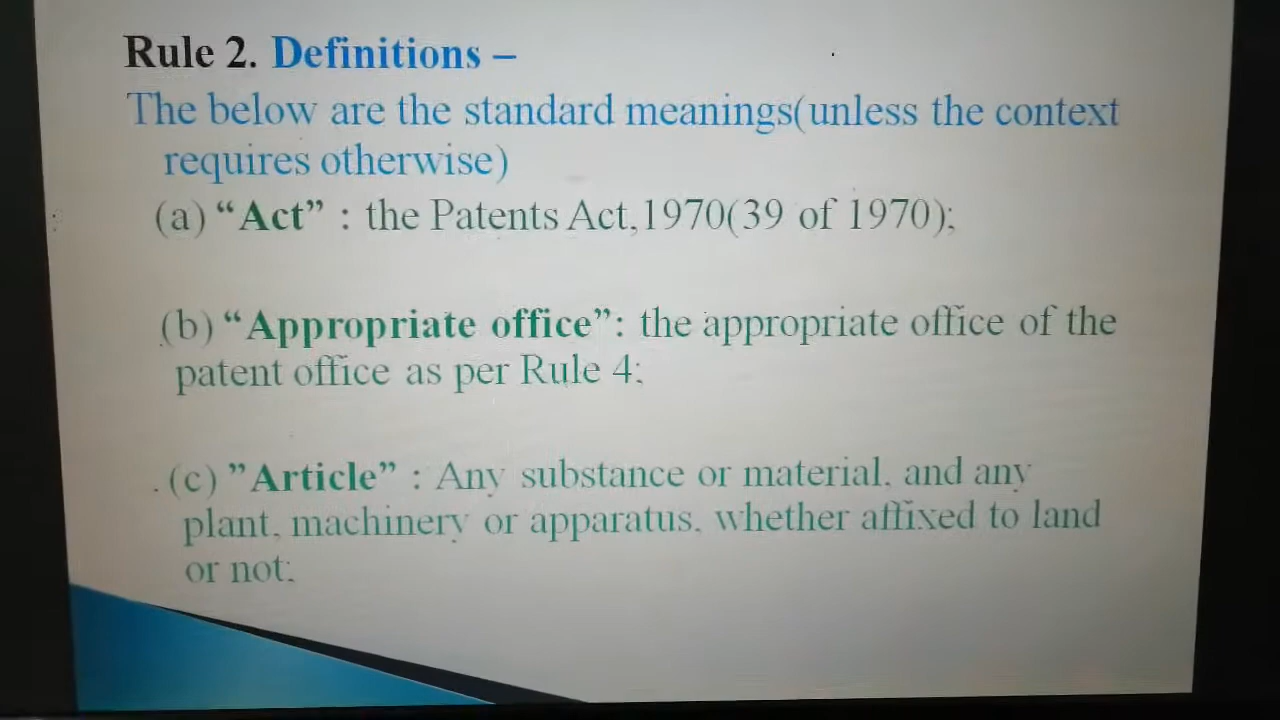 Rule 2. Definitions –
The below are the standard meanings(unless the context
requires otherwise)
(a) “Act” : the Patents Act,1970(39 of 1970);
(b) “Appropriate office”: the appropriate office of the
patent office as per Rule 4;
(c) ”Article” : Any substance or material, and any
plant, machinery or apparatus, whether affixed to land
or not;